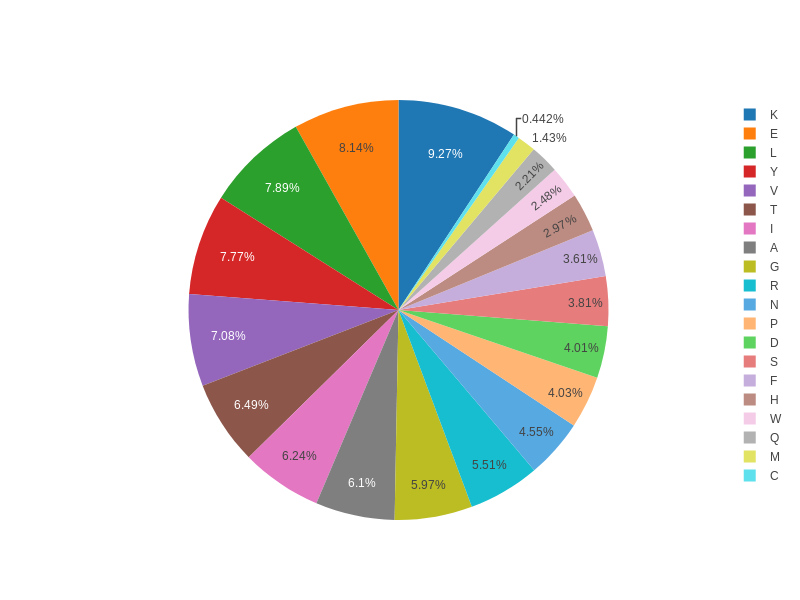 0.442%
1.43%
9.27%
8.14%
2.21%
7.89%
2.48%
2.97%
7.77%
3.61%
3.81%
7.08%
4.01%
4.03%
6.49%
4.55%
6.24%
5.51%
6.1%
5.97%
K
E
L
Y
V
T
I
A
G
R
N
P
D
S
F
H
W
Q
M
C